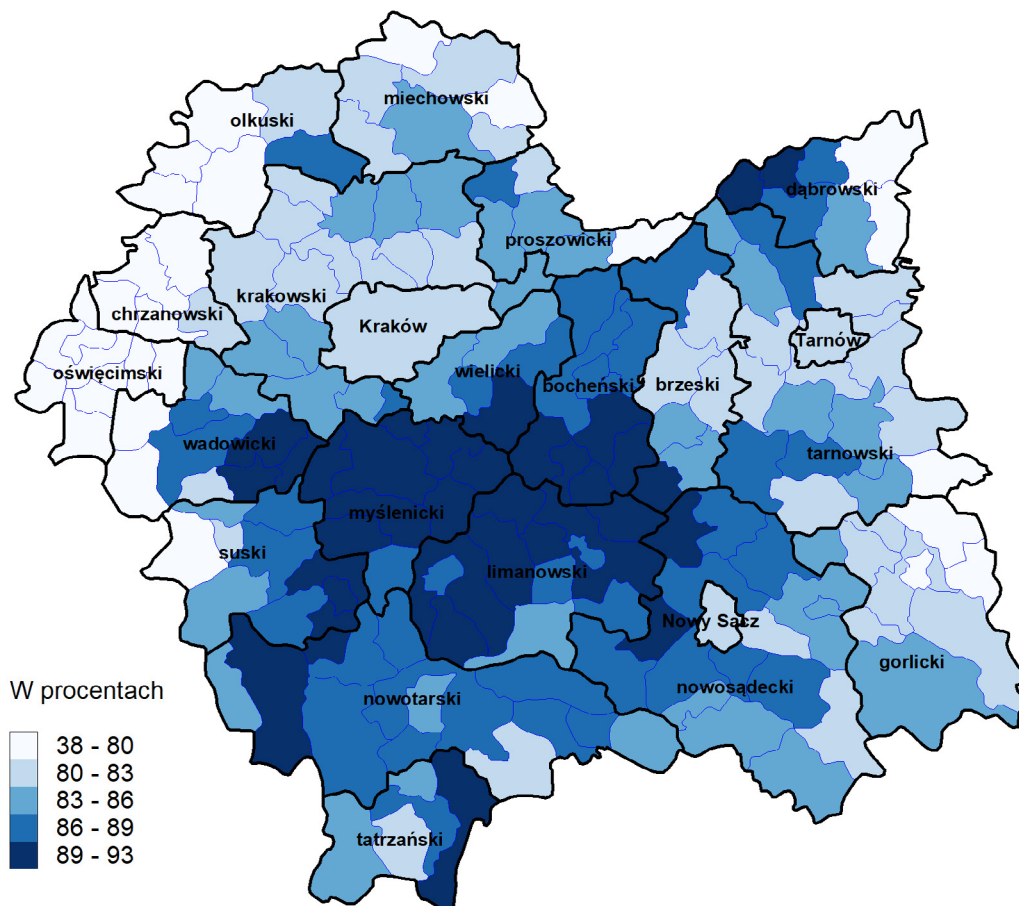 miechowski
olkuski
dąbrowski
proszowicki
krakowski
chrzanowski
Kraków
Tarnów
oświęcimski
wielicki
bocheński
brzeski
wadowicki
tarnowski
myślenicki
suski
limanowski
Nowy Sącz
gorlicki
nowotarski
nowosądecki
tatrzański
W procentach
38 - 80
80 - 83
83 - 86
86 - 89
89 - 93